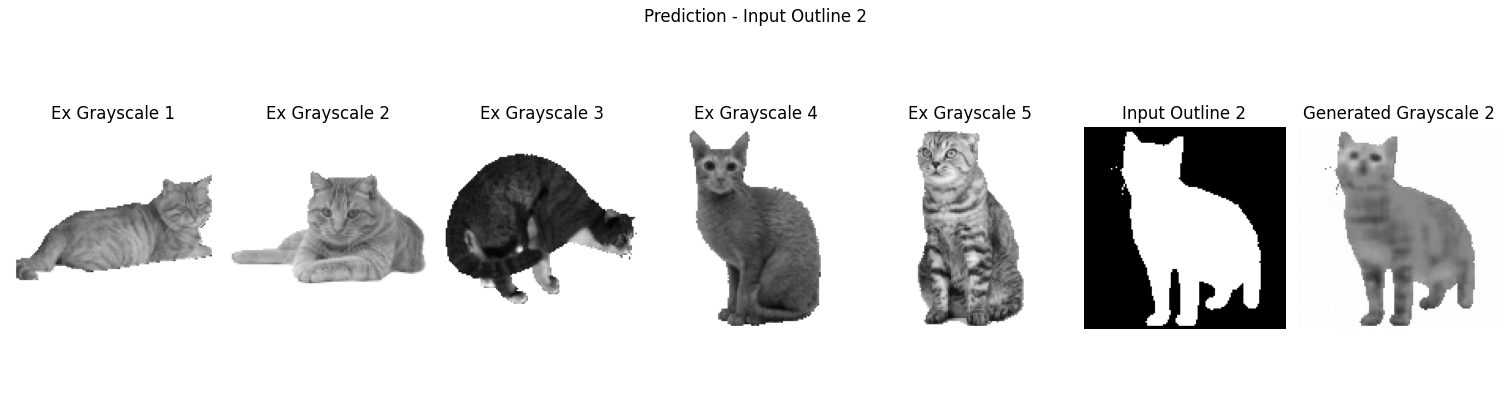 Prediction - Input Outline 2
Ex Grayscale 1
Ex Grayscale 2
Ex Grayscale 3
Ex Grayscale 4
Ex Grayscale 5
Input Outline 2
Generated Grayscale 2